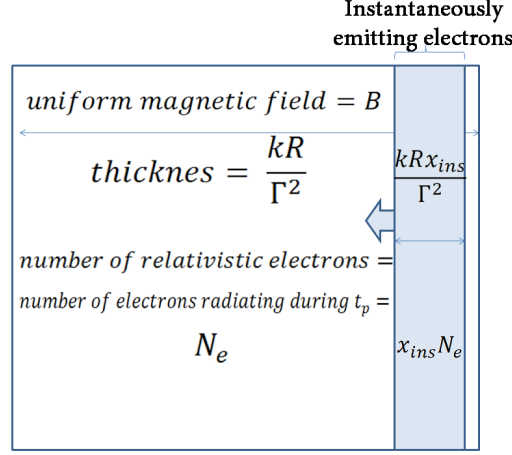 Instantaneously
emitting electrons
uniform magnetic field = B
thicknes = kR / Γ²
kRx_ins / Γ²
number of relativistic electrons =
number of electrons radiating during t_p =
N_e
x_ins N_e